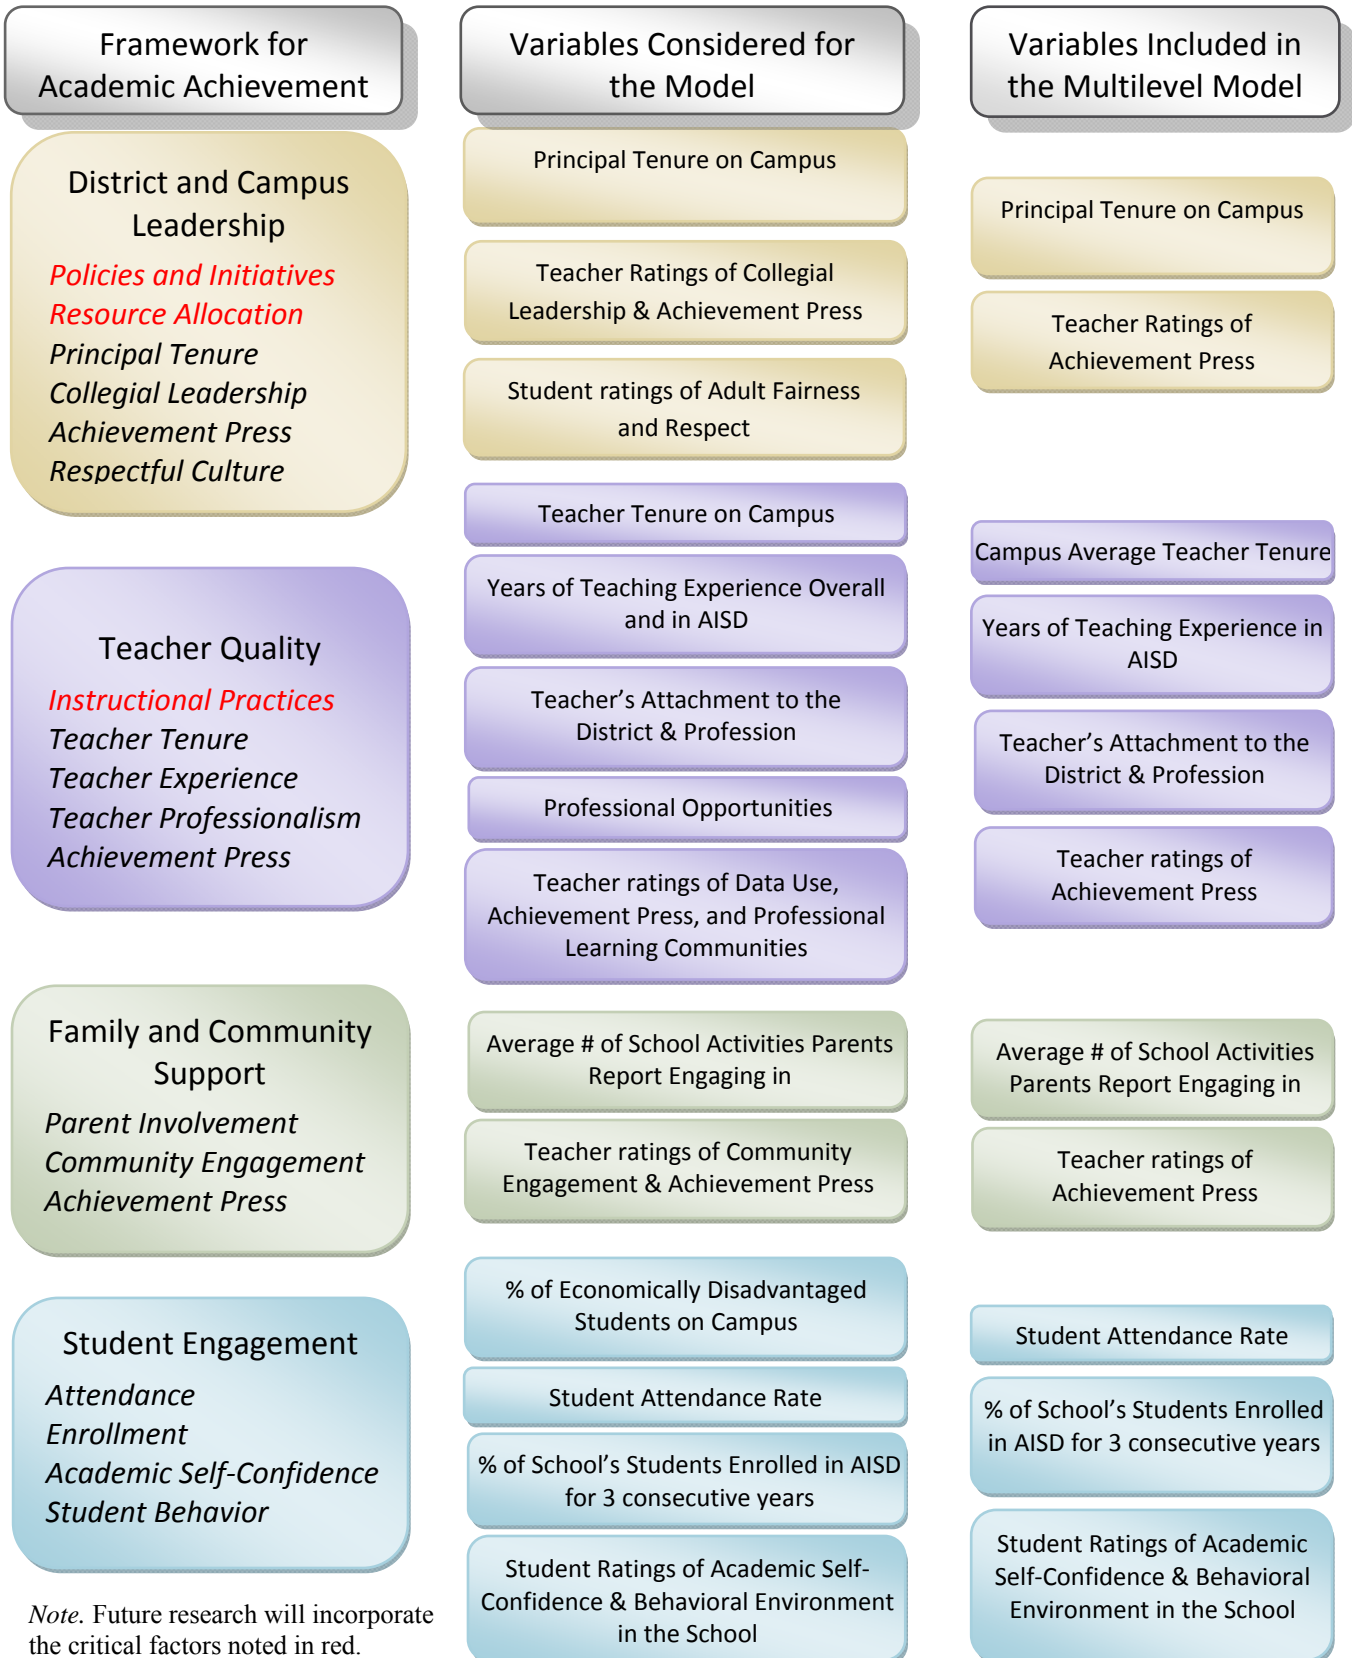 Framework for
Academic Achievement
District and Campus
Leadership
Policies and Initiatives
Resource Allocation
Principal Tenure
Collegial Leadership
Achievement Press
Respectful Culture
Teacher Quality
Instructional Practices
Teacher Tenure
Teacher Experience
Teacher Professionalism
Achievement Press
Family and Community
Support
Parent Involvement
Community Engagement
Achievement Press
Student Engagement
Attendance
Enrollment
Academic Self-Confidence
Student Behavior
Note. Future research will incorporate
the critical factors noted in red.
Variables Considered for
the Model
Principal Tenure on Campus
Teacher Ratings of Collegial
Leadership & Achievement Press
Student ratings of Adult Fairness
and Respect
Teacher Tenure on Campus
Years of Teaching Experience Overall
and in AISD
Teacher’s Attachment to the
District & Profession
Professional Opportunities
Teacher ratings of Data Use,
Achievement Press, and Professional
Learning Communities
Average # of School Activities Parents
Report Engaging in
Teacher ratings of Community
Engagement & Achievement Press
% of Economically Disadvantaged
Students on Campus
Student Attendance Rate
% of School’s Students Enrolled in AISD
for 3 consecutive years
Student Ratings of Academic Self-
Confidence & Behavioral Environment
in the School
Variables Included in
the Multilevel Model
Principal Tenure on Campus
Teacher Ratings of
Achievement Press
Campus Average Teacher Tenure
Years of Teaching Experience in
AISD
Teacher’s Attachment to the
District & Profession
Teacher ratings of
Achievement Press
Average # of School Activities
Parents Report Engaging in
Teacher ratings of
Achievement Press
Student Attendance Rate
% of School’s Students Enrolled
in AISD for 3 consecutive years
Student Ratings of Academic
Self-Confidence & Behavioral
Environment in the School